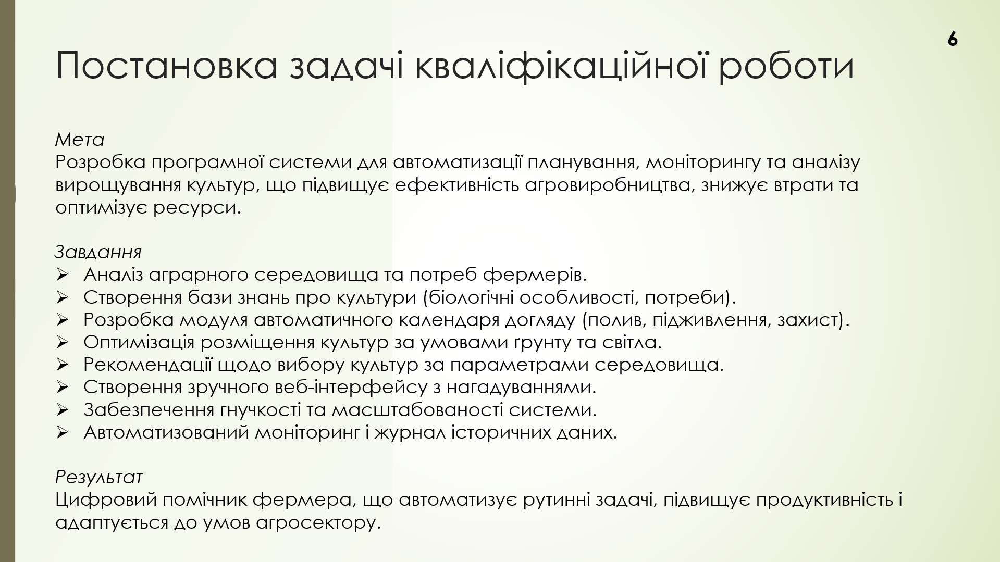 6
Постановка задачі кваліфікаційної роботи
Мета
Розробка програмної системи для автоматизації планування, моніторингу та аналізу
вирощування культур, що підвищує ефективність агровиробництва, знижує втрати та
оптимізує ресурси.
Завдання
➢ Аналіз аграрного середовища та потреб фермерів.
➢ Створення бази знань про культури (біологічні особливості, потреби).
➢ Розробка модуля автоматичного календаря догляду (полив, підживлення, захист).
➢ Оптимізація розміщення культур за умовами ґрунту та світла.
➢ Рекомендації щодо вибору культур за параметрами середовища.
➢ Створення зручного веб-інтерфейсу з нагадуваннями.
➢ Забезпечення гнучкості та масштабованості системи.
➢ Автоматизований моніторинг і журнал історичних даних.
Результат
Цифровий помічник фермера, що автоматизує рутинні задачі, підвищує продуктивність і
адаптується до умов агросектору.